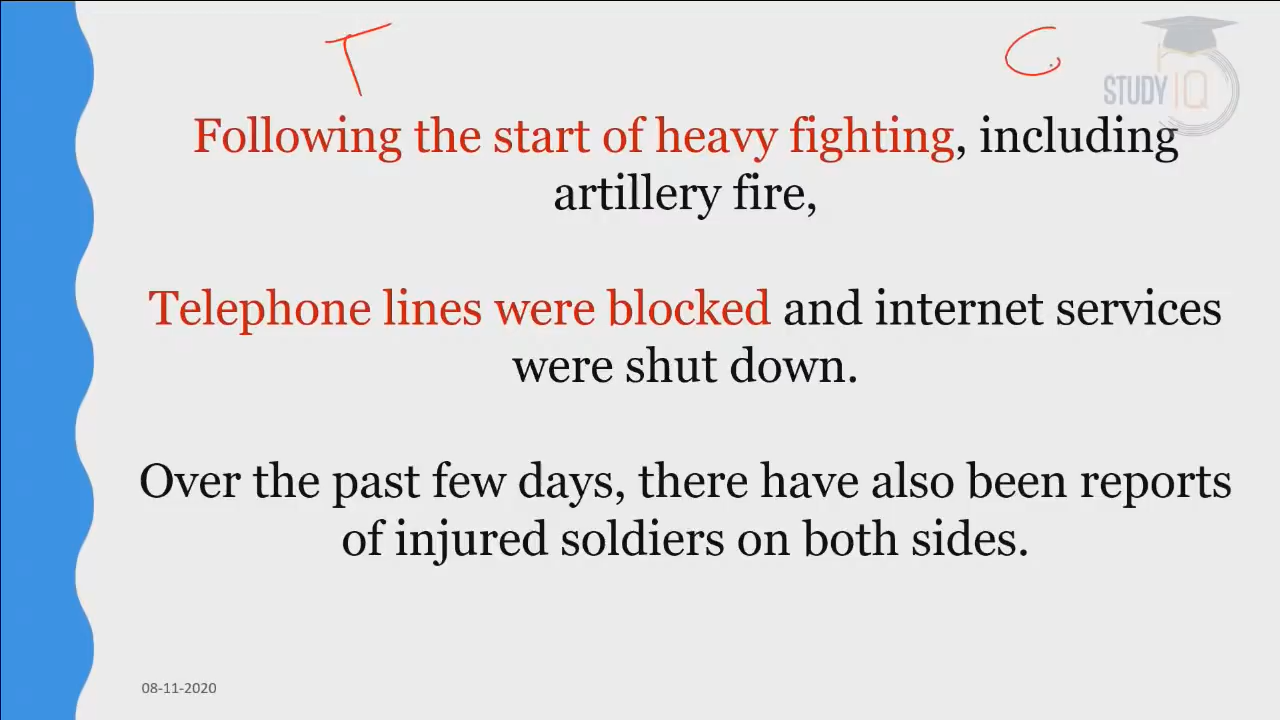 T G
STUDY IQ
Following the start of heavy fighting, including
artillery fire,
Telephone lines were blocked and internet services
were shut down.
Over the past few days, there have also been reports
of injured soldiers on both sides.
08-11-2020